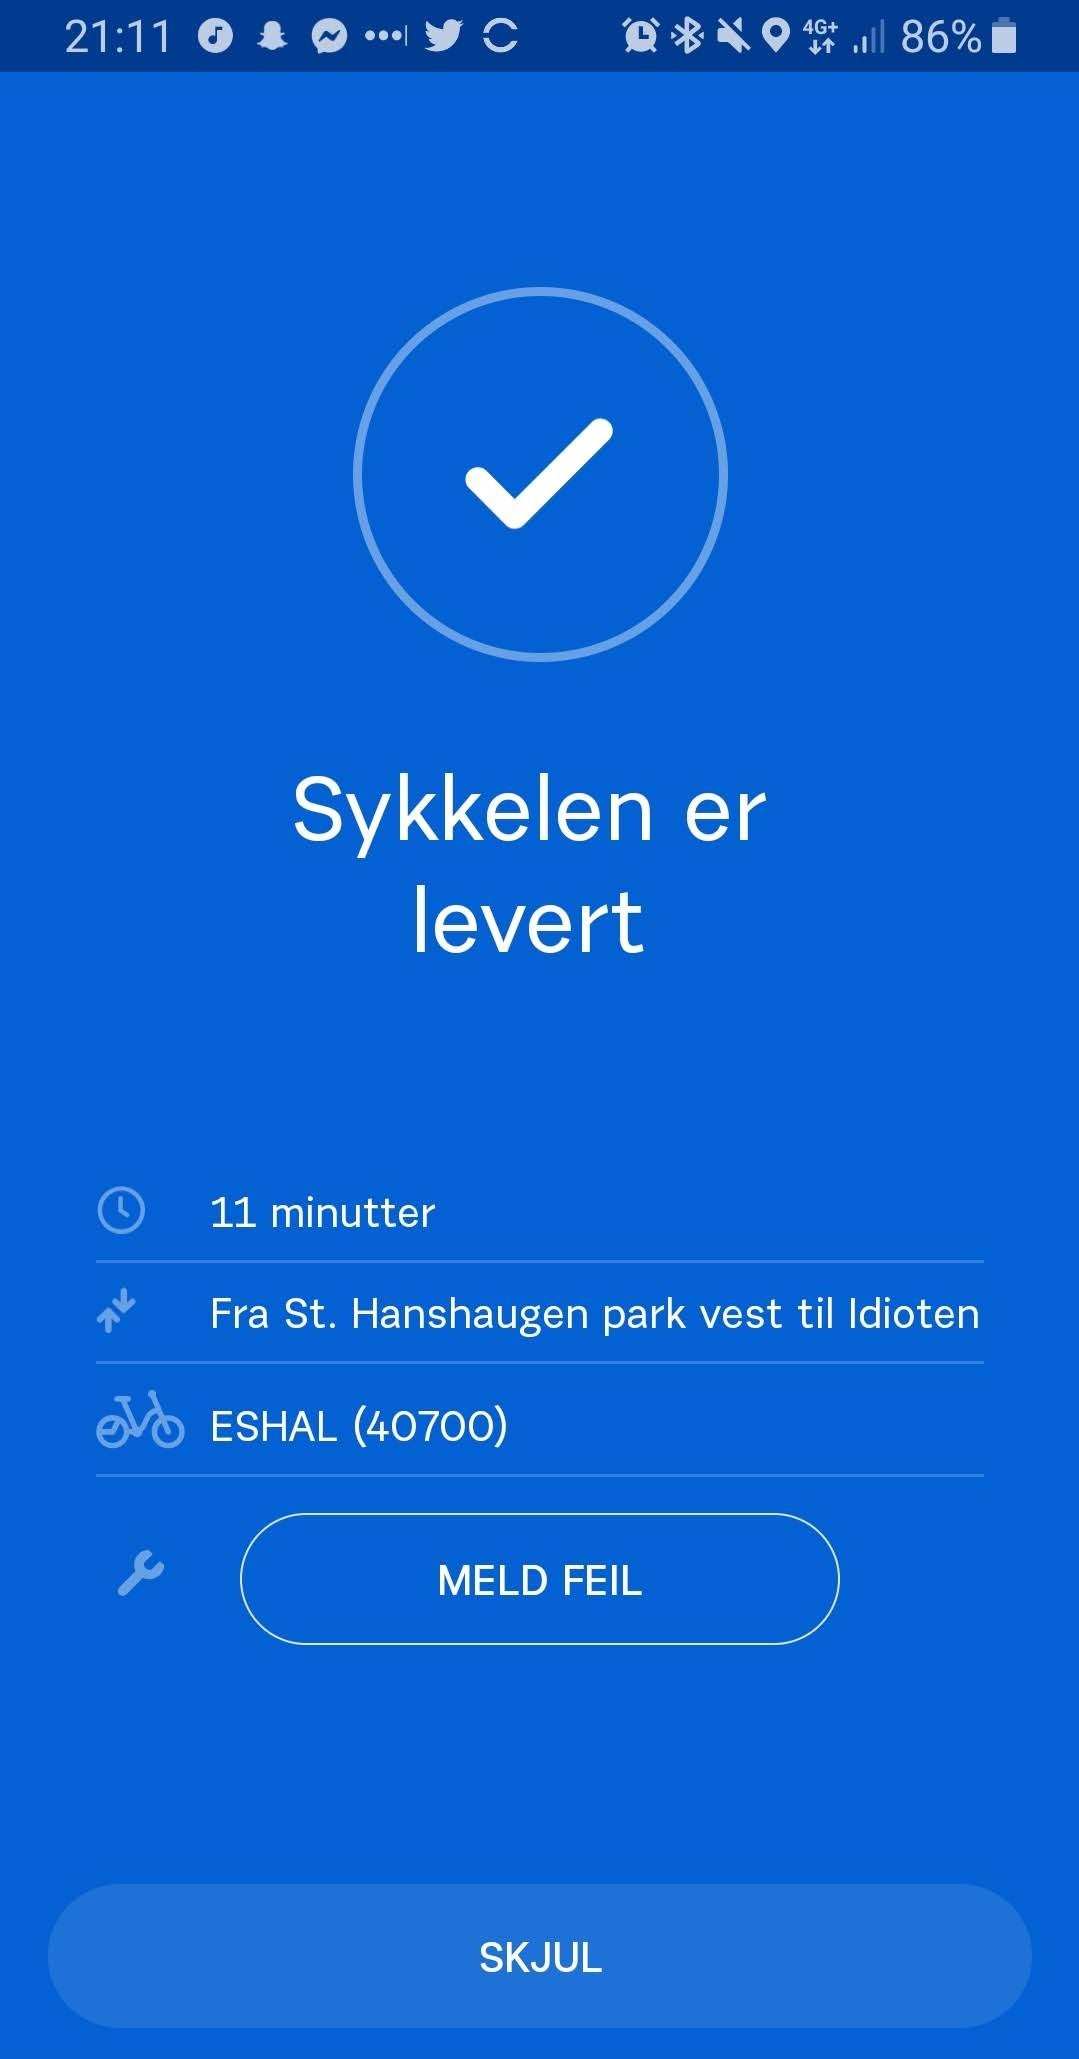 21:11
4G+
86%
Sykkelen er
levert
11 minutter
Fra St. Hanshaugen park vest til Idioten
ESHAL (40700)
MELD FEIL
SKJUL